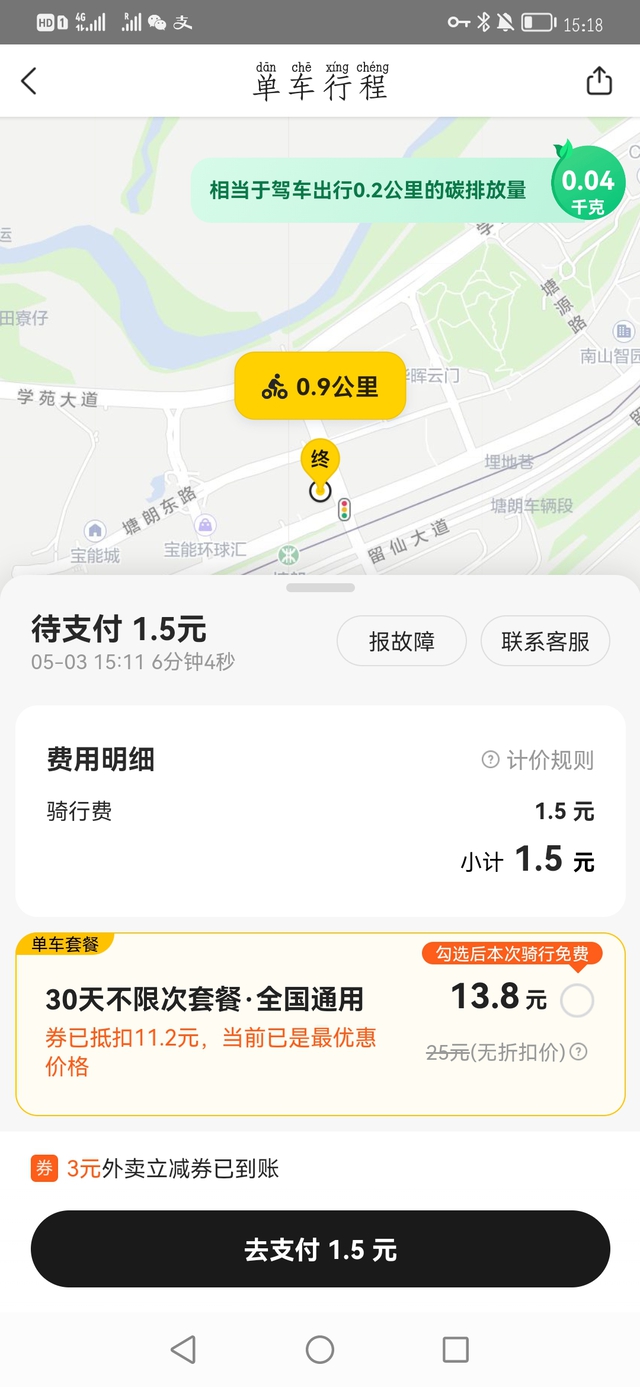 HD 1 4G R 支 15:18
dān chē xíng chéng
单车行程
相当于驾车出行0.2公里的碳排放量
0.04
千克
田寮仔
塘源路
南山智园
学苑大道
0.9公里
晖云门
终
埋地巷
塘朗东路
塘朗车辆段
宝能城
宝能环球汇
留仙大道
待支付 1.5元
报故障
联系客服
05-03 15:11 6分钟4秒
费用明细
? 计价规则
骑行费
1.5 元
小计 1.5 元
单车套餐
勾选后本次骑行免费
30天不限次套餐·全国通用
13.8 元
券已抵扣11.2元，当前已是最优惠
价格
25元(无折扣价) ?
券 3元外卖立减券已到账
去支付 1.5 元